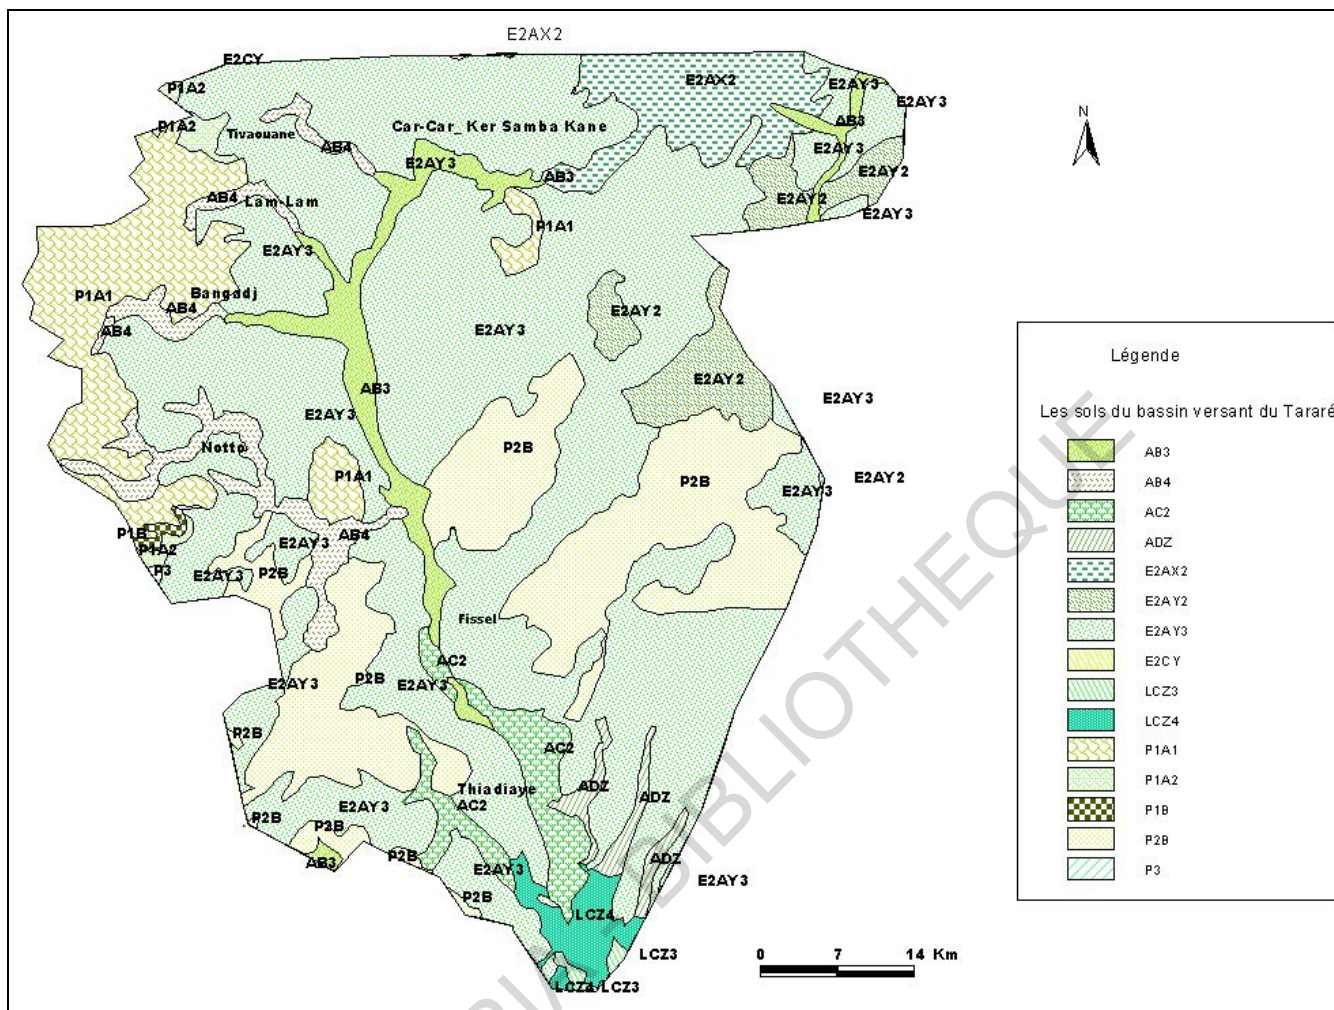 E2AX2
E2CY
P1A2
E2AX2
E2AY3
E2AY3
P1A2
Tivaouane
Car-Car_Ker Samba Kane
AB3
AB4
E2AY3
E2AY3
AB3
E2AY2
AB4
Lam-Lam
E2AY2
E2AY3
P1A1
E2AY3
P1A1
Bangadj
AB4
AB4
E2AY3
E2AY2
E2AY2
AB3
E2AY3
E2AY3
Notto
P2B
P1A1
P2B
E2AY3
E2AY2
P1B
AB4
E2AY3
P1A2
P3
E2AY3
P2B
Fissel
AC2
E2AY3
P2B
E2AY3
P2B
AC2
Thiadiaye
ADZ
ADZ
E2AY3
AC2
P2B
P2B
AB3
P2B
E2AY3
ADZ
E2AY3
P2B
LCZ4
LCZ3
LCZ4
LCZ3
N
0 7 14 Km
Légende
Les sols du bassin versant du Tararé
AB3
AB4
AC2
ADZ
E2AX2
E2AY2
E2AY3
E2CY
LCZ3
LCZ4
P1A1
P1A2
P1B
P2B
P3
BIBLIOTHEQUE